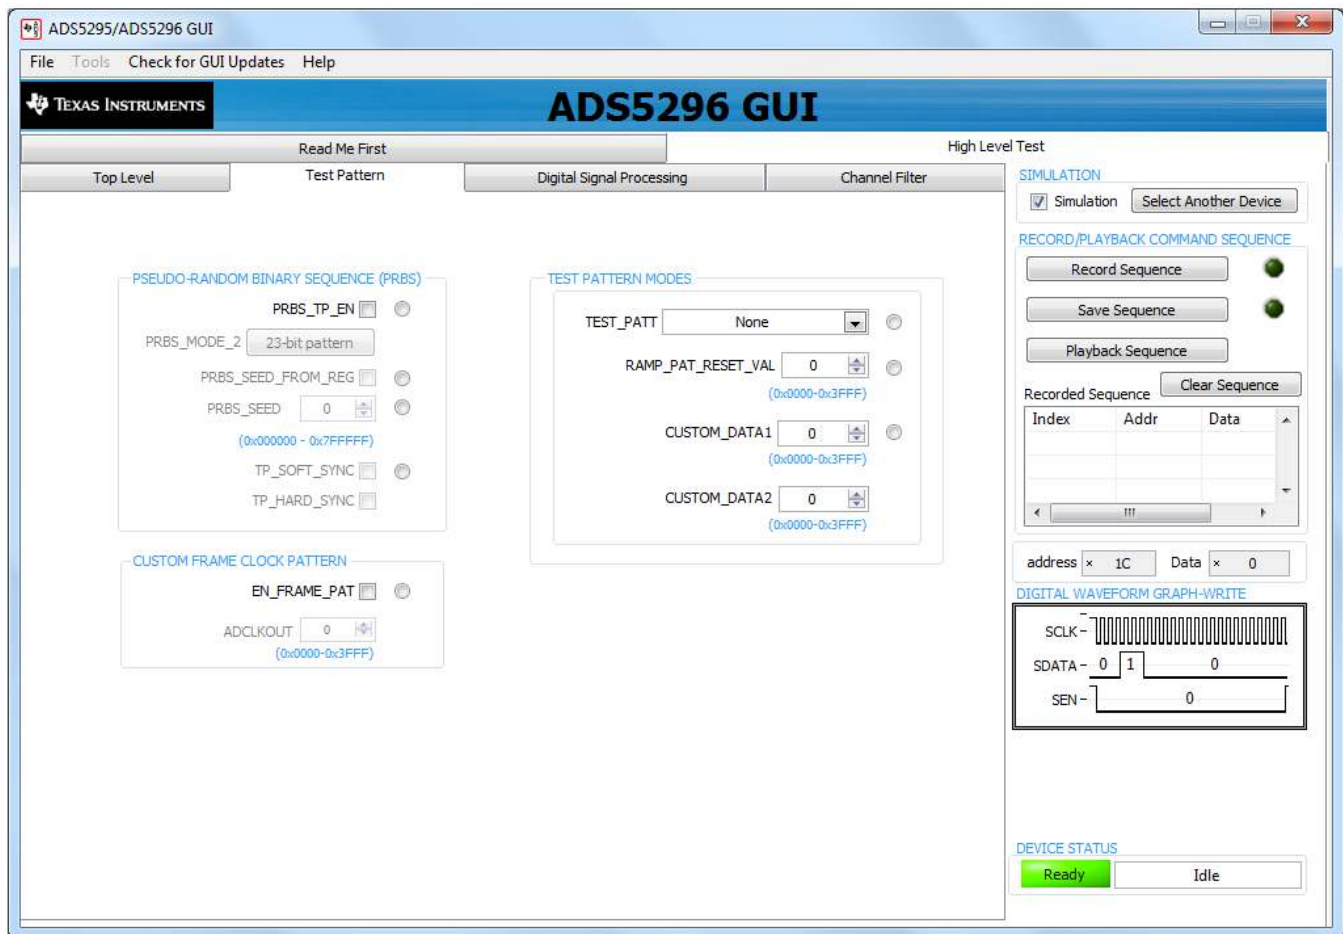 ADS5295/ADS5296 GUI
File Tools Check for GUI Updates Help
TEXAS INSTRUMENTS
ADS5296 GUI
Read Me First
High Level Test
Top Level
Test Pattern
Digital Signal Processing
Channel Filter
PSEUDO-RANDOM BINARY SEQUENCE (PRBS)
PRBS_TP_EN
PRBS_MODE_2 23-bit pattern
PRBS_SEED_FROM_REG
PRBS_SEED 0
(0x000000 - 0x7FFFFF)
TP_SOFT_SYNC
TP_HARD_SYNC
CUSTOM FRAME CLOCK PATTERN
EN_FRAME_PAT
ADCLKOUT 0
(0x0000-0x3FFF)
TEST PATTERN MODES
TEST_PATT None
RAMP_PAT_RESET_VAL 0
(0x0000-0x3FFF)
CUSTOM_DATA1 0
(0x0000-0x3FFF)
CUSTOM_DATA2 0
(0x0000-0x3FFF)
SIMULATION
Simulation Select Another Device
RECORD/PLAYBACK COMMAND SEQUENCE
Record Sequence
Save Sequence
Playback Sequence
Clear Sequence
Recorded Sequence
Index Addr Data
address x 1C Data x 0
DIGITAL WAVEFORM GRAPH-WRITE
SCLK
SDATA 0 1 0
SEN 0
DEVICE STATUS
Ready Idle